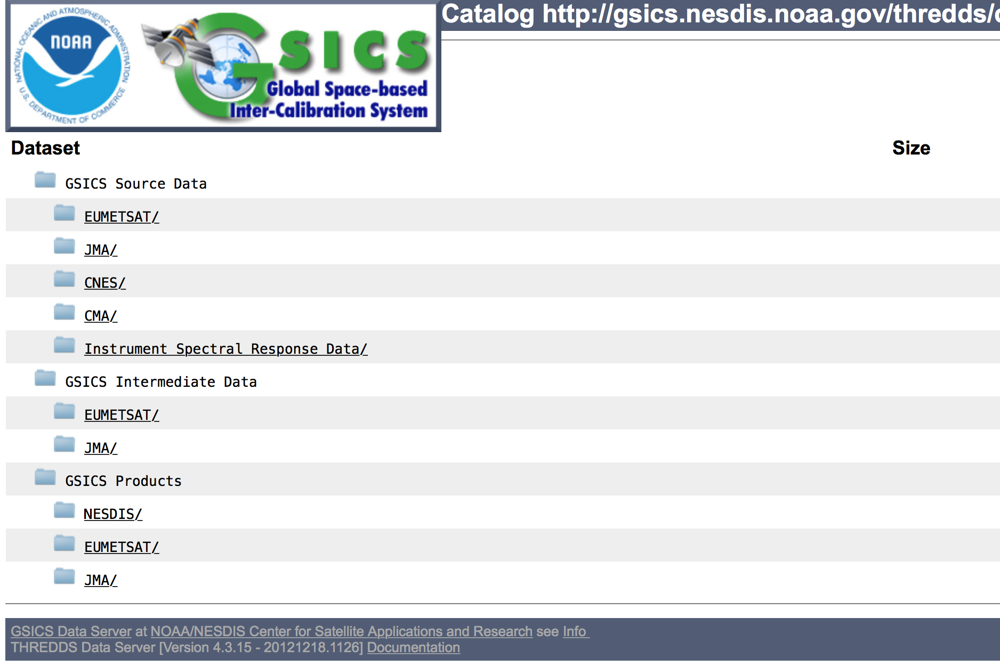 NATIONAL OCEANIC AND ATMOSPHERIC ADMINISTRATION
NOAA
U.S. DEPARTMENT OF COMMERCE
GSICS
Global Space-based
Inter-Calibration System
Catalog http://gsics.nesdis.noaa.gov/thredds/
Dataset Size
GSICS Source Data
EUMETSAT/
JMA/
CNES/
CMA/
Instrument Spectral Response Data/
GSICS Intermediate Data
EUMETSAT/
JMA/
GSICS Products
NESDIS/
EUMETSAT/
JMA/
GSICS Data Server at NOAA/NESDIS Center for Satellite Applications and Research see Info
THREDDS Data Server [Version 4.3.15 - 20121218.1126] Documentation